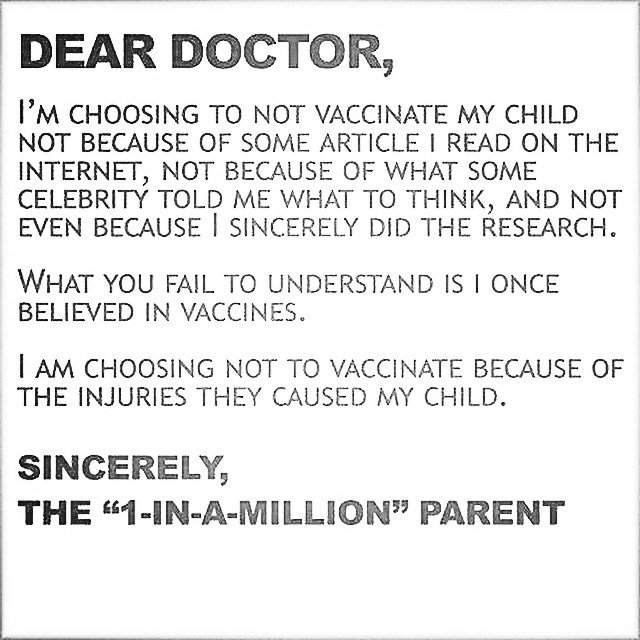 DEAR DOCTOR,
I'M CHOOSING TO NOT VACCINATE MY CHILD
NOT BECAUSE OF SOME ARTICLE I READ ON THE
INTERNET, NOT BECAUSE OF WHAT SOME
CELEBRITY TOLD ME WHAT TO THINK, AND NOT
EVEN BECAUSE I SINCERELY DID THE RESEARCH.
WHAT YOU FAIL TO UNDERSTAND IS I ONCE
BELIEVED IN VACCINES.
I AM CHOOSING NOT TO VACCINATE BECAUSE OF
THE INJURIES THEY CAUSED MY CHILD.
SINCERELY,
THE “1-IN-A-MILLION” PARENT